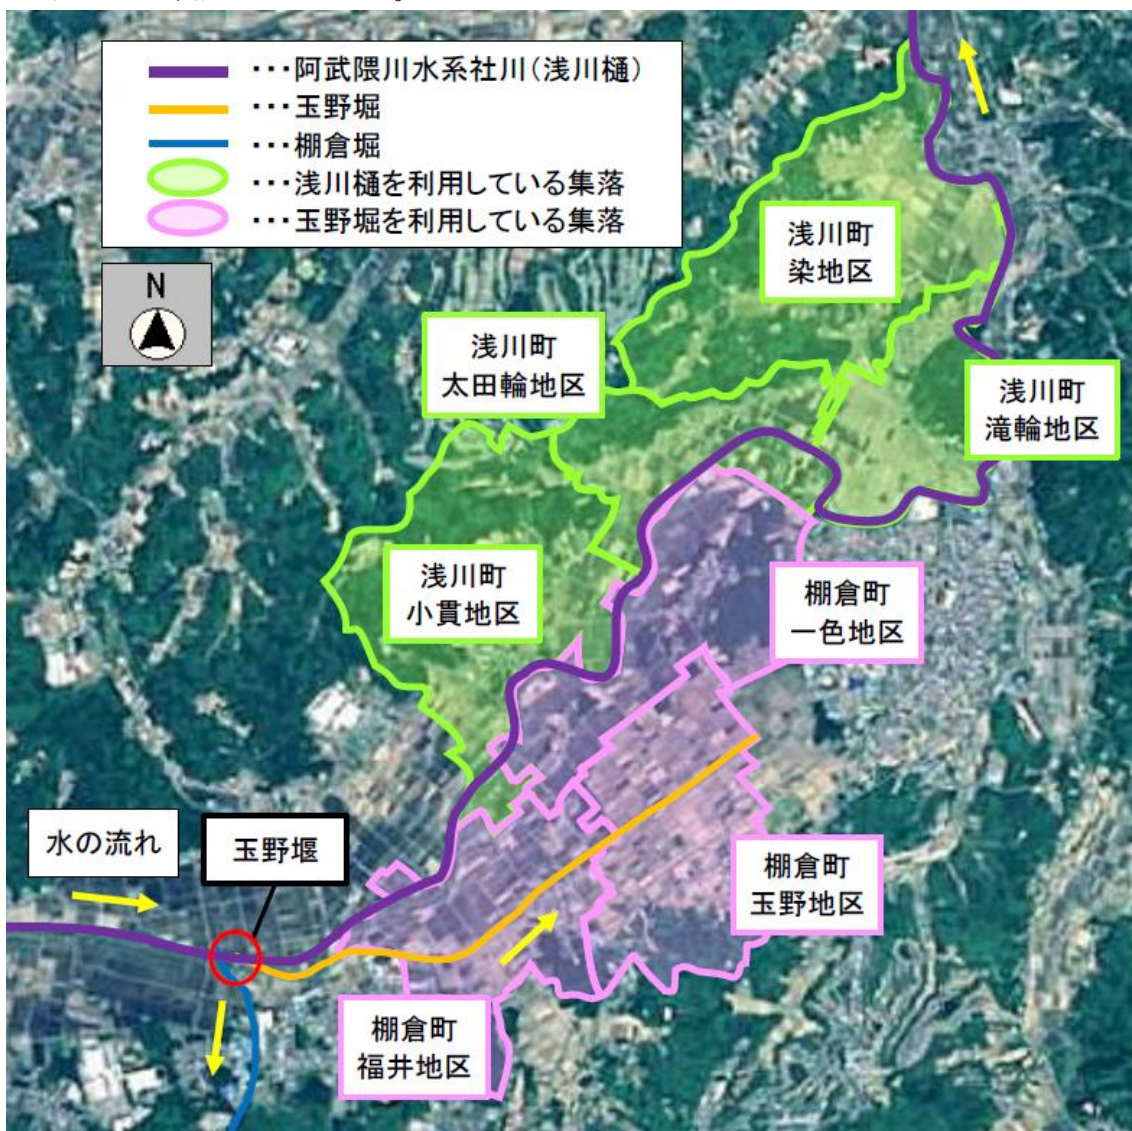 ・・・阿武隈川水系社川(浅川樋)
・・・玉野堀
・・・棚倉堀
・・・浅川樋を利用している集落
・・・玉野堀を利用している集落
N
浅川町
染地区
浅川町
太田輪地区
浅川町
滝輪地区
浅川町
小貫地区
棚倉町
一色地区
水の流れ
玉野堰
棚倉町
玉野地区
棚倉町
福井地区